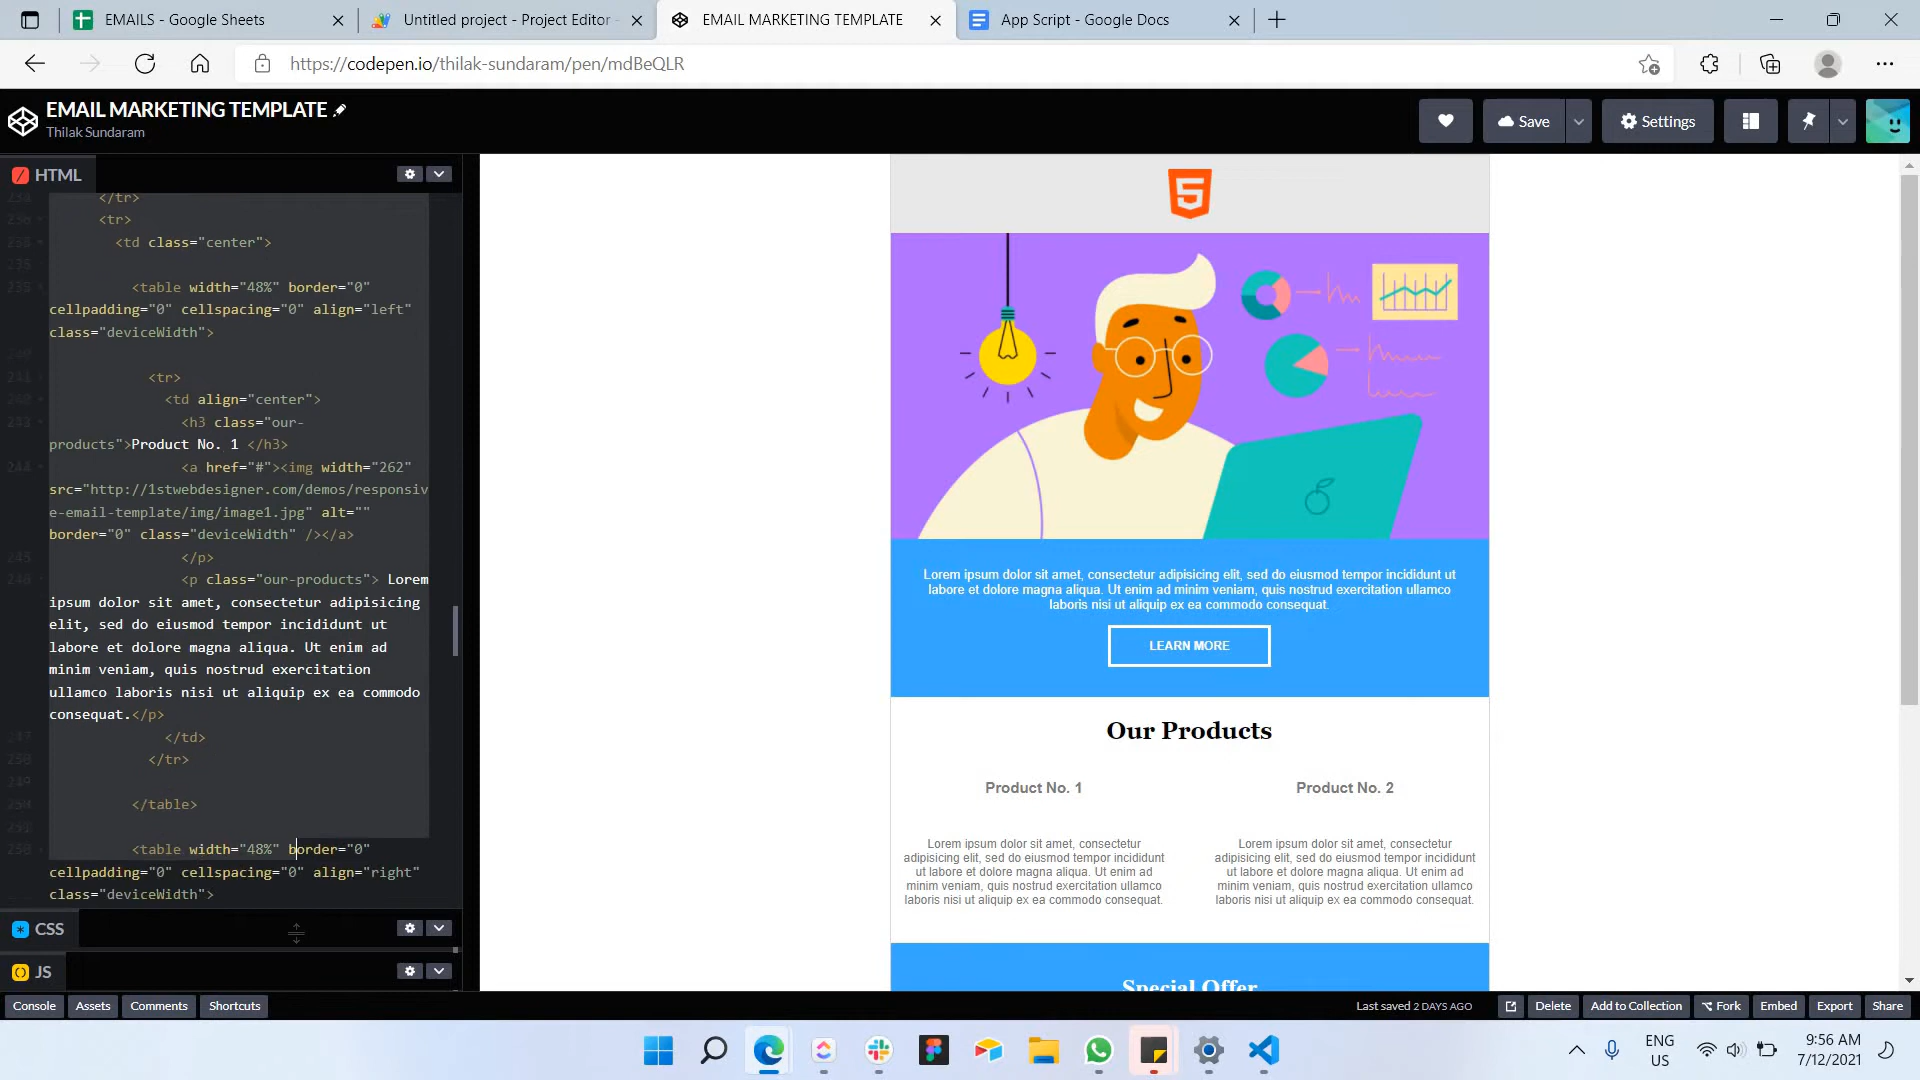 EMAILS - Google Sheets
Untitled project - Project Editor -
EMAIL MARKETING TEMPLATE
App Script - Google Docs
https://codepen.io/thilak-sundaram/pen/mdBeQLR
EMAIL MARKETING TEMPLATE
Thilak Sundaram
Save
Settings
HTML
</tr>
<tr>
<td class="center">
<table width="48%" border="0"
cellpadding="0" cellspacing="0" align="left"
class="deviceWidth">
<tr>
<td align="center">
<h3 class="our-
products">Product No. 1 </h3>
<a href="#"><img width="262"
src="http://1stwebdesigner.com/demos/responsiv
e-email-template/img/image1.jpg" alt=""
border="0" class="deviceWidth" /></a>
</p>
<p class="our-products"> Lorem
ipsum dolor sit amet, consectetur adipisicing
elit, sed do eiusmod tempor incididunt ut
labore et dolore magna aliqua. Ut enim ad
minim veniam, quis nostrud exercitation
ullamco laboris nisi ut aliquip ex ea commodo
consequat.</p>
</td>
</tr>
</table>
<table width="48%" border="0"
cellpadding="0" cellspacing="0" align="right"
class="deviceWidth">
CSS
JS
5
Lorem ipsum dolor sit amet, consectetur adipisicing elit, sed do eiusmod tempor incididunt ut
labore et dolore magna aliqua. Ut enim ad minim veniam, quis nostrud exercitation ullamco
laboris nisi ut aliquip ex ea commodo consequat.
LEARN MORE
Our Products
Product No. 1
Lorem ipsum dolor sit amet, consectetur
adipisicing elit, sed do eiusmod tempor incididunt
ut labore et dolore magna aliqua. Ut enim ad
minim veniam, quis nostrud exercitation ullamco
laboris nisi ut aliquip ex ea commodo consequat.
Product No. 2
Lorem ipsum dolor sit amet, consectetur
adipisicing elit, sed do eiusmod tempor incididunt
ut labore et dolore magna aliqua. Ut enim ad
minim veniam, quis nostrud exercitation ullamco
laboris nisi ut aliquip ex ea commodo consequat.
Special Offer
Console
Assets
Comments
Shortcuts
Last saved 2 DAYS AGO
Delete
Add to Collection
Fork
Embed
Export
Share
ENG
US
9:56 AM
7/12/2021